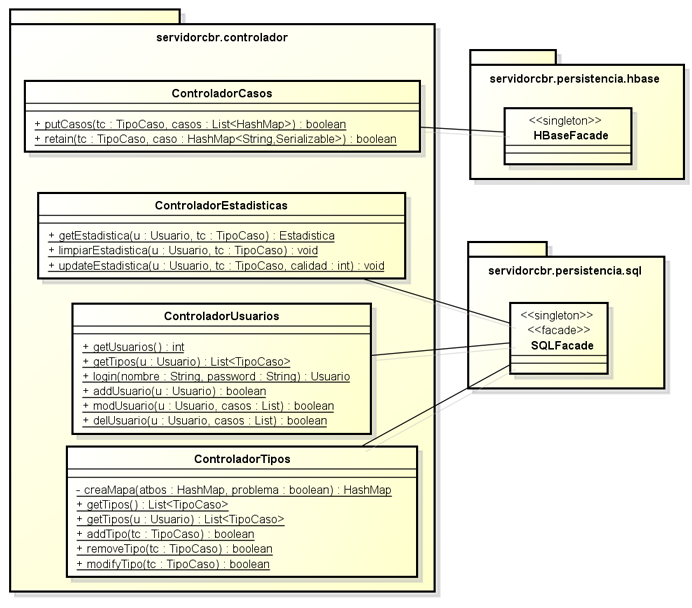 servidorcbr.controlador
ControladorCasos
+ putCasos(tc : TipoCaso, casos : List<HashMap>) : boolean
+ retain(tc : TipoCaso, caso : HashMap<String,Serializable>) : boolean
ControladorEstadisticas
+ getEstadistica(u : Usuario, tc : TipoCaso) : Estadistica
+ limpiarEstadistica(u : Usuario, tc : TipoCaso) : void
+ updateEstadistica(u : Usuario, tc : TipoCaso, calidad : int) : void
ControladorUsuarios
+ getUsuarios() : int
+ getTipos(u : Usuario) : List<TipoCaso>
+ login(nombre : String, password : String) : Usuario
+ addUsuario(u : Usuario) : boolean
+ modUsuario(u : Usuario, casos : List) : boolean
+ delUsuario(u : Usuario, casos : List) : boolean
ControladorTipos
- creaMapa(atbos : HashMap, problema : boolean) : HashMap
+ getTipos() : List<TipoCaso>
+ getTipos(u : Usuario) : List<TipoCaso>
+ addTipo(tc : TipoCaso) : boolean
+ removeTipo(tc : TipoCaso) : boolean
+ modifyTipo(tc : TipoCaso) : boolean
servidorcbr.persistencia.hbase
<<singleton>>
HBaseFacade
servidorcbr.persistencia.sql
<<singleton>>
<<facade>>
SQLFacade